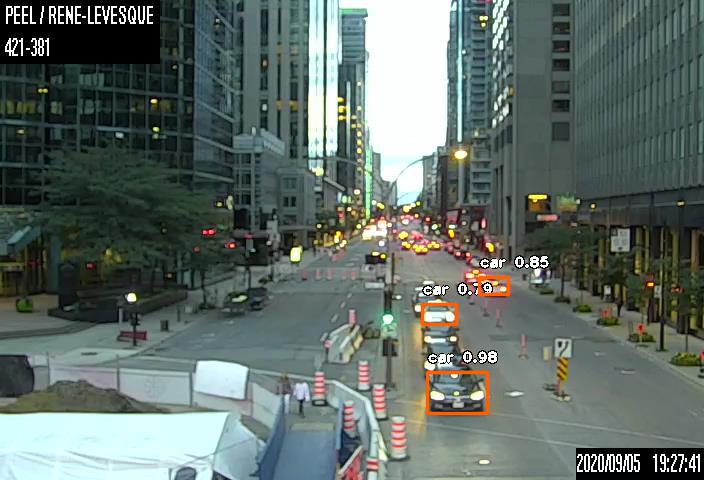 PEEL / RENE-LEVESQUE
421-381
car 0.85
car 0.79
car 0.98
2020/09/05 19:27:41